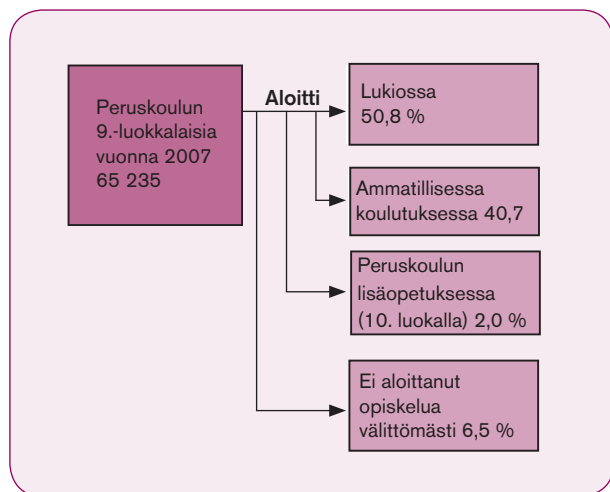 Peruskoulun
9.-luokkalaisia
vuonna 2007
65 235
Aloitti
Lukiossa
50,8 %
Ammatillisessa
koulutuksessa 40,7
Peruskoulun
lisäopetuksessa
(10. luokalla) 2,0 %
Ei aloittanut
opiskelua
välittömästi 6,5 %